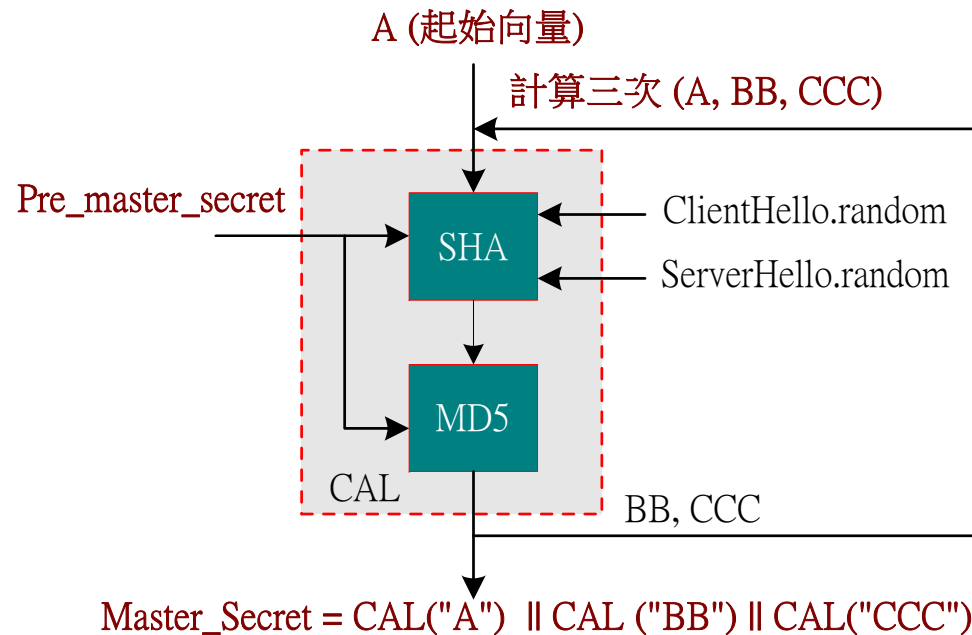 A (起始向量)
計算三次 (A, BB, CCC)
Pre_master_secret
ClientHello.random
SHA
ServerHello.random
MD5
CAL
BB, CCC
Master_Secret = CAL("A") || CAL ("BB") || CAL("CCC")